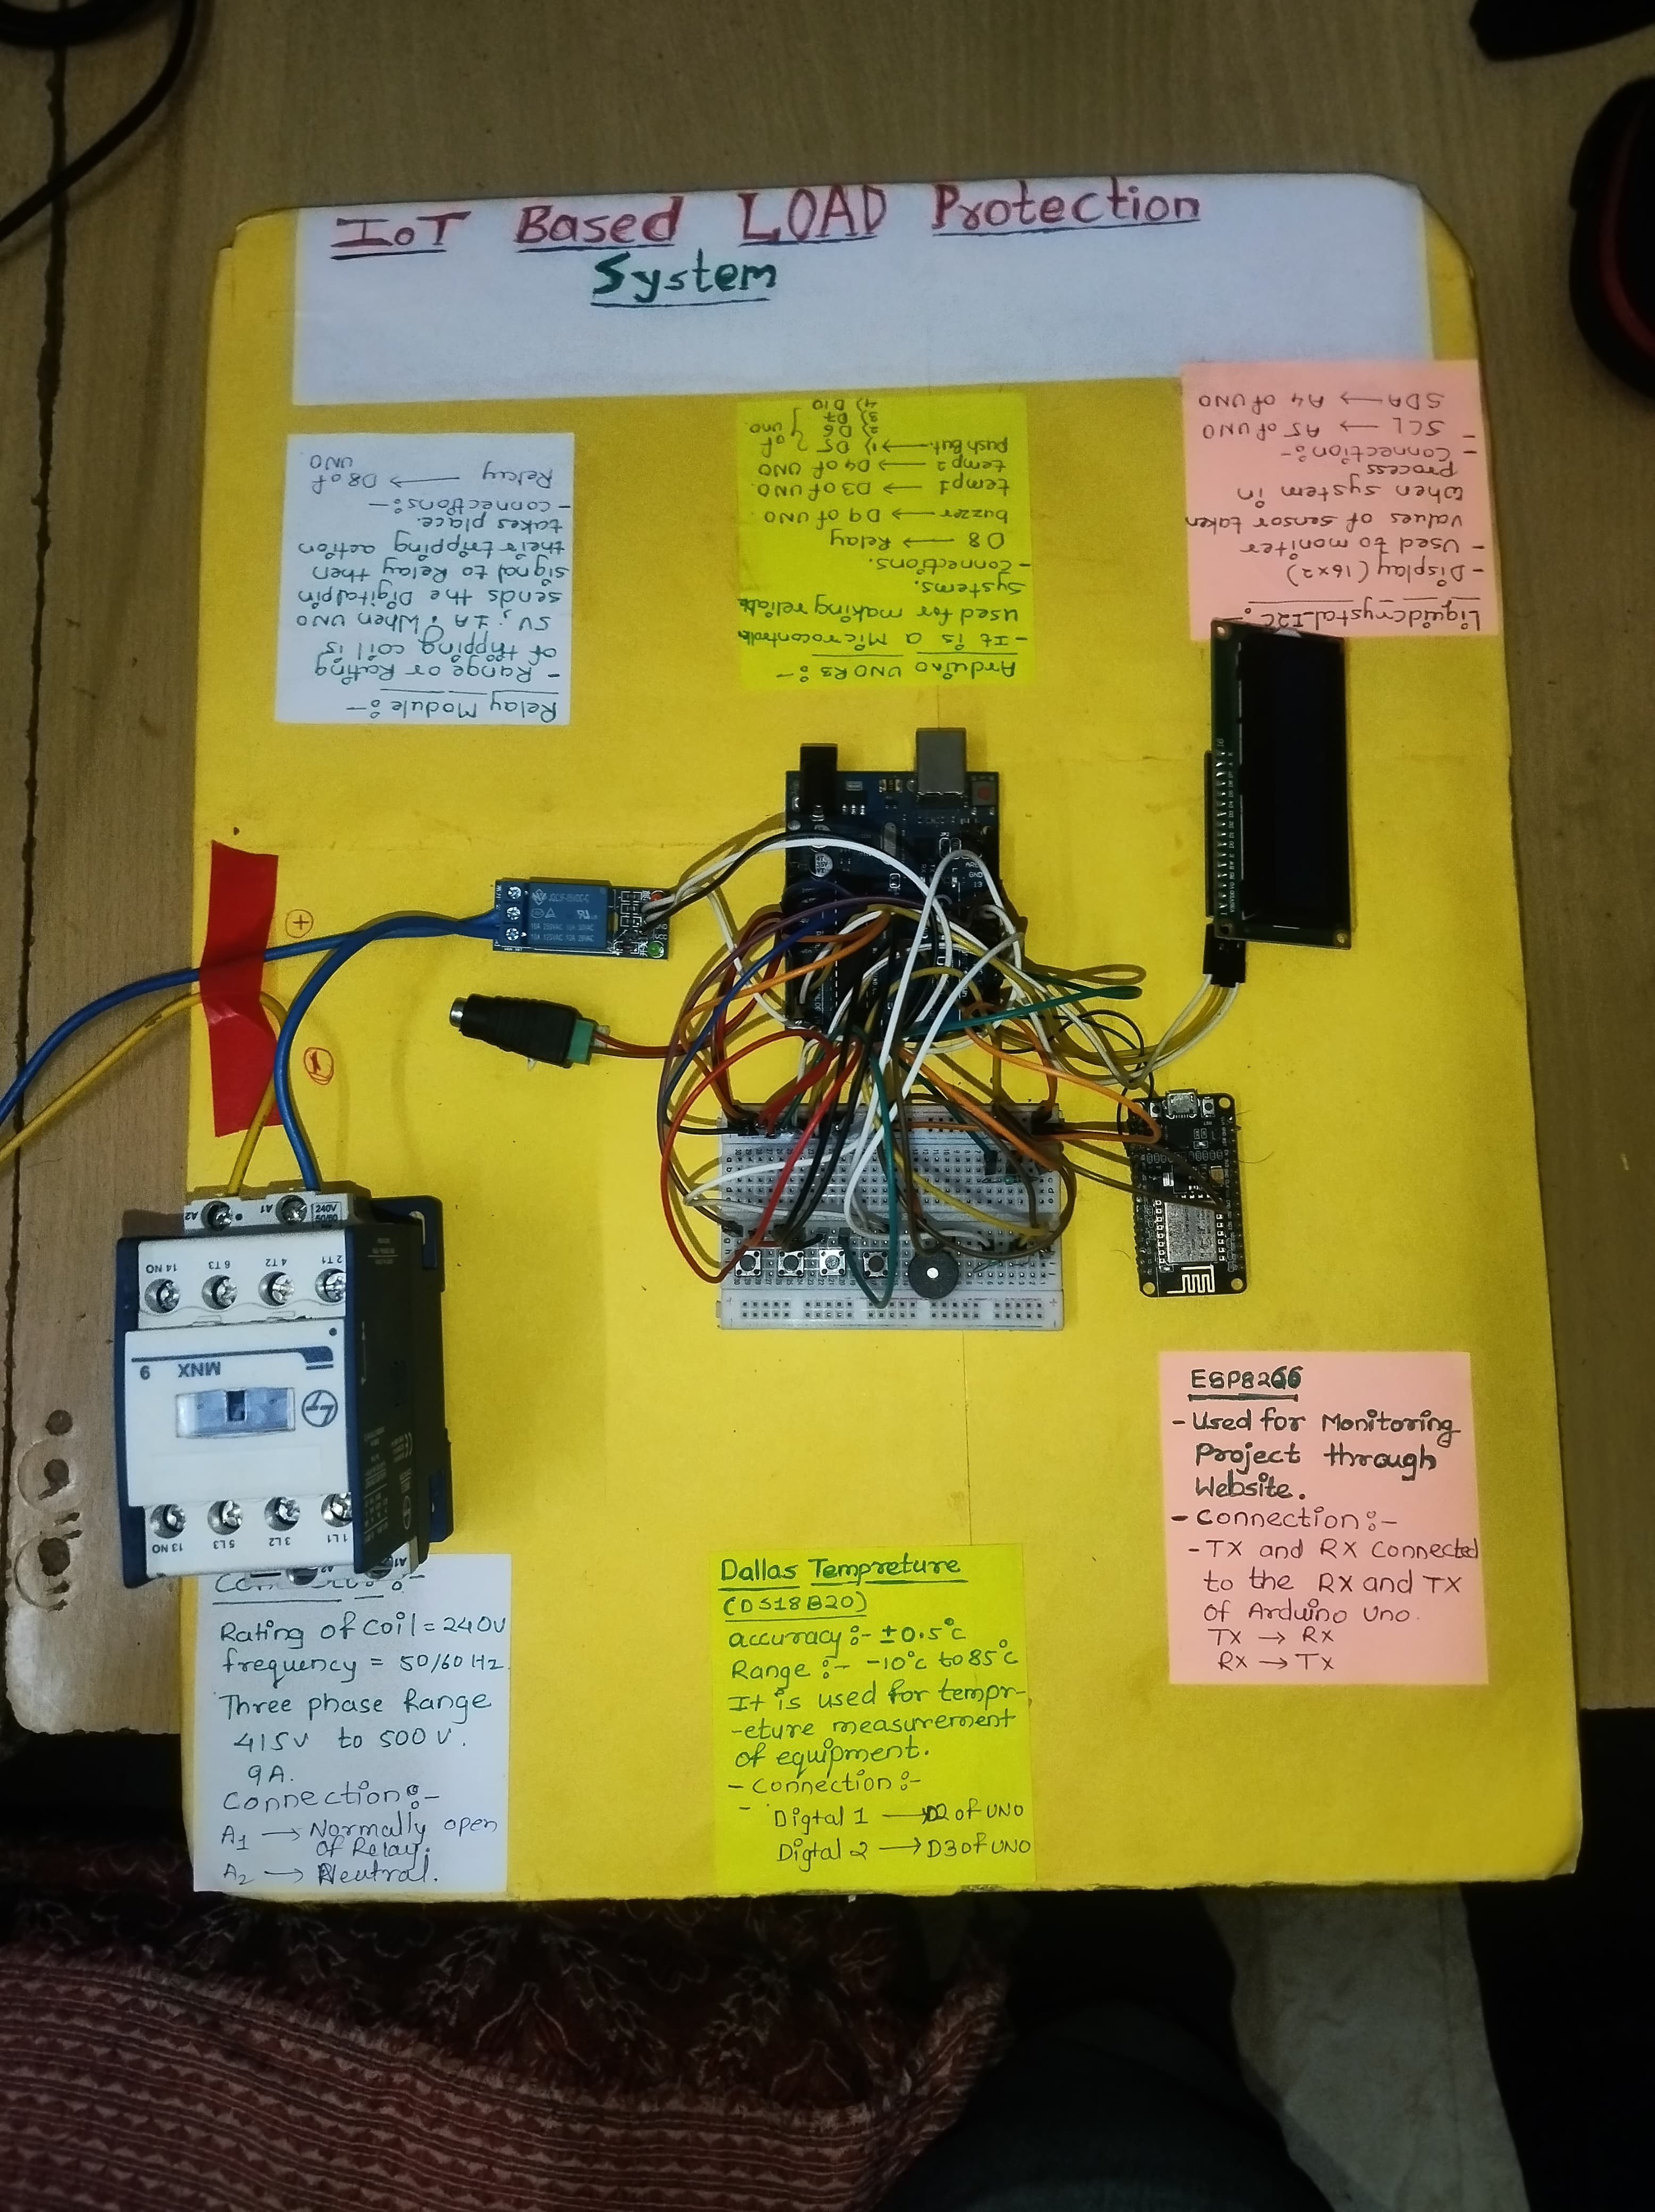 IoT Based LOAD Protection
System
Relay Module :-
- Range or Rating
of tripping coil is
5V, 1A. When UNO
sends the Digital pin
signal to Relay then
their tripping action
takes place.
- connections :-
Relay → D8 of
UNO
Arduino UNO R3 :-
- It is a Microcontroller
used for making reliable
systems.
- Connections.
D8 → Relay
buzzer → D9 of UNO.
temp1 → D3 of UNO.
temp2 → D4 of UNO
push But. → 1) D5 of
2) D6 uno.
3) D7
4) D10
Liquidcrystal_I2C :-
- Display (16x2)
- Used to moniter
values of sensor taken
when system in
process
- Connection :-
- SCL → A5 of UNO
SDA → A4 of UNO
+
GND
VCC
A2
A1
240V
50/60
14 NO
6 T3
4 T2
2 T1
MNX
9
LT
13 NO
5 L3
3 L2
1 L1
ESP8266
- Used for Monitoring
Project through
Website.
- Connection :-
- TX and RX connected
to the RX and TX
of Arduino Uno.
TX → RX
RX → TX
Rating of Coil = 240V
frequency = 50/60 Hz.
Three phase Range
415V to 500V.
9A.
Connection :-
A1 → Normally open
of Relay.
A2 → Neutral.
Dallas Tempreture
(DS18B20)
accuracy :- ±0.5°c
Range :- -10°c to 85°c
It is used for tempr-
-eture measurement
of equipment.
- Connection :-
- Digtal 1 → D2 of UNO
Digtal 2 → D3 of UNO